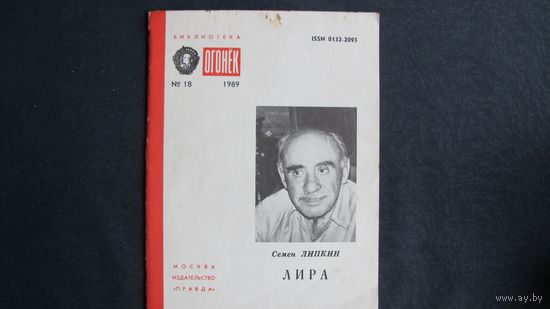 БИБЛИОТЕКА
ISSN 0132-2095
ОГОНЁК
№ 18 1989
Семен ЛИПКИН
ЛИРА
МОСКВА
ИЗДАТЕЛЬСТВО
«ПРАВДА»
www.ay.by